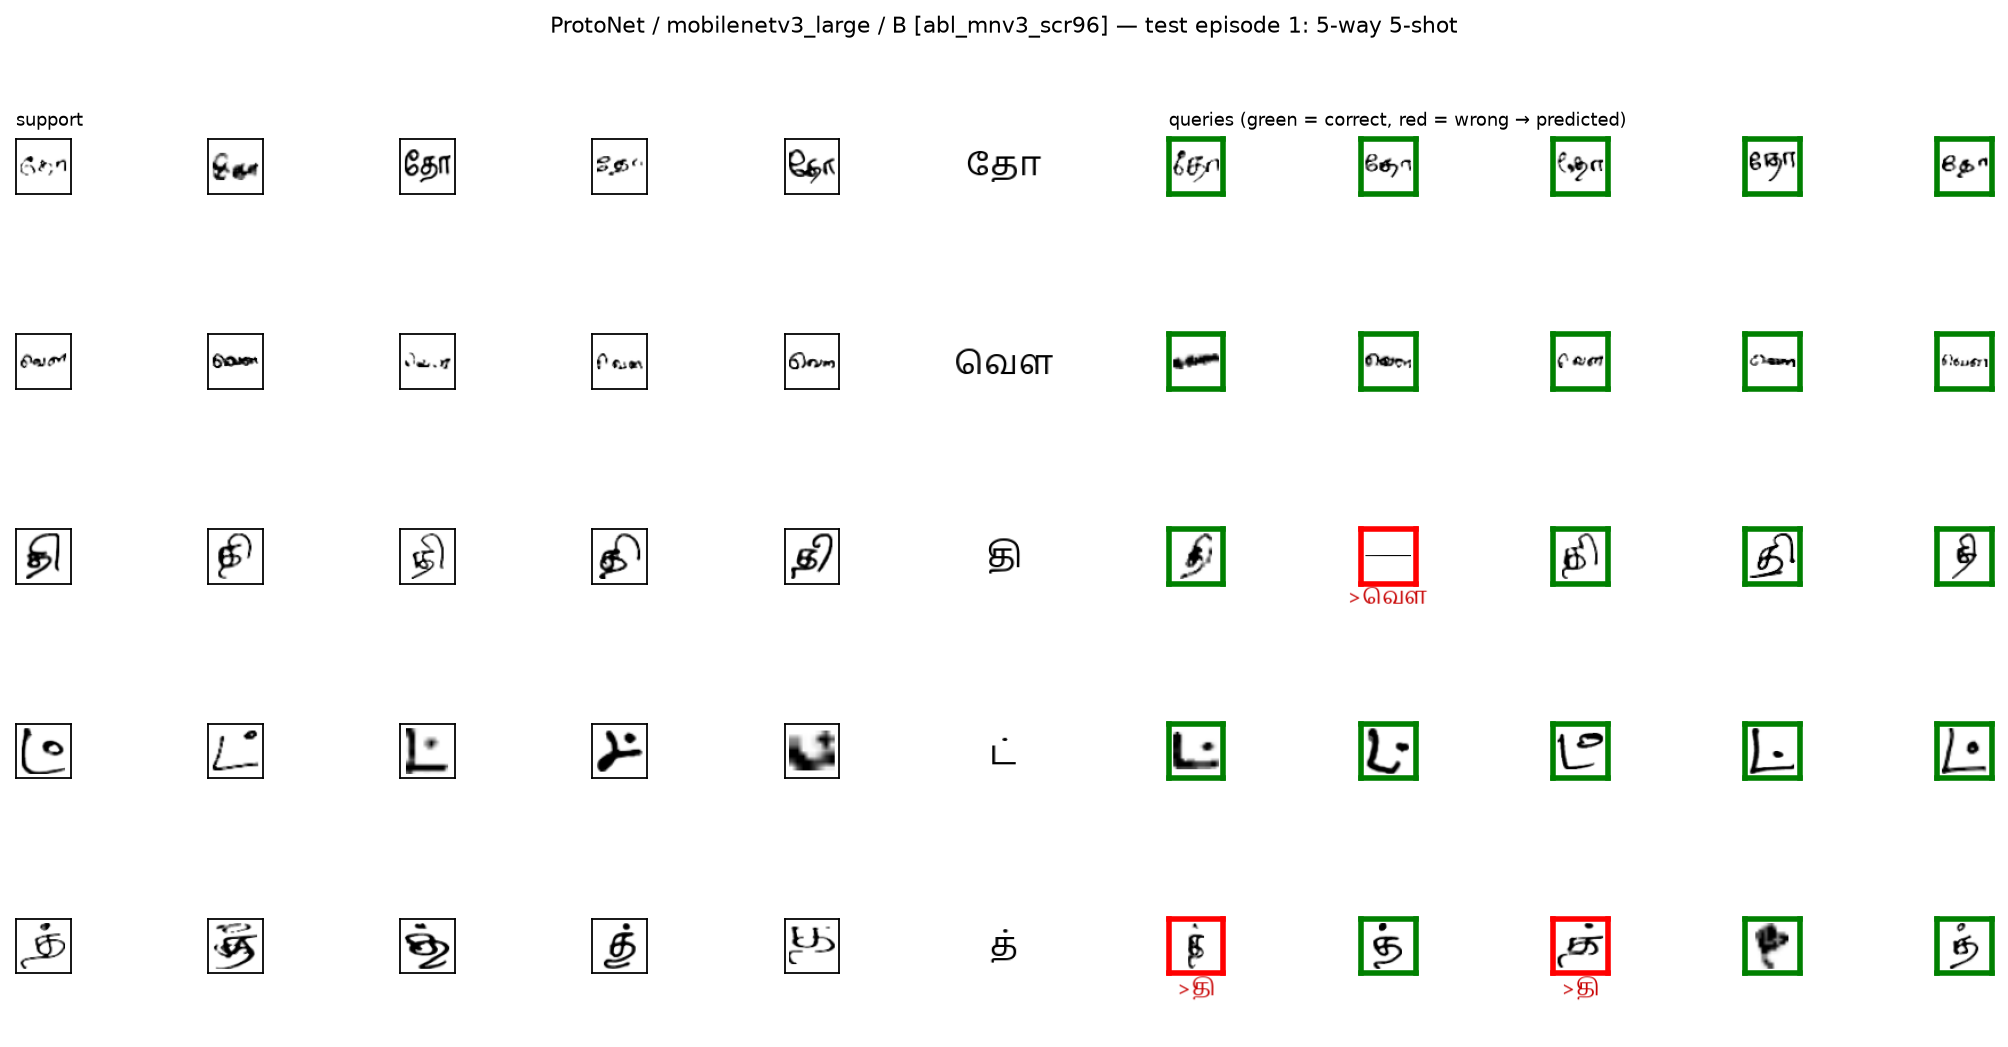 ProtoNet / mobilenetv3_large / B [abl_mnv3_scr96] — test episode 1: 5-way 5-shot
support
queries (green = correct, red = wrong → predicted)
தோ தோ தோ தோ தோ தோ தோ தோ தோ தோ தோ
வௌ வௌ வௌ வௌ வௌ வௌ வௌ வௌ வௌ வௌ
தி தி தி தி தி தி தி தி தி தி
>வௌ
ட் ட் ட் ட் ட் ட் ட் ட் ட் ட்
த் த் த் த் த் த் த் த் த்
>தி >தி